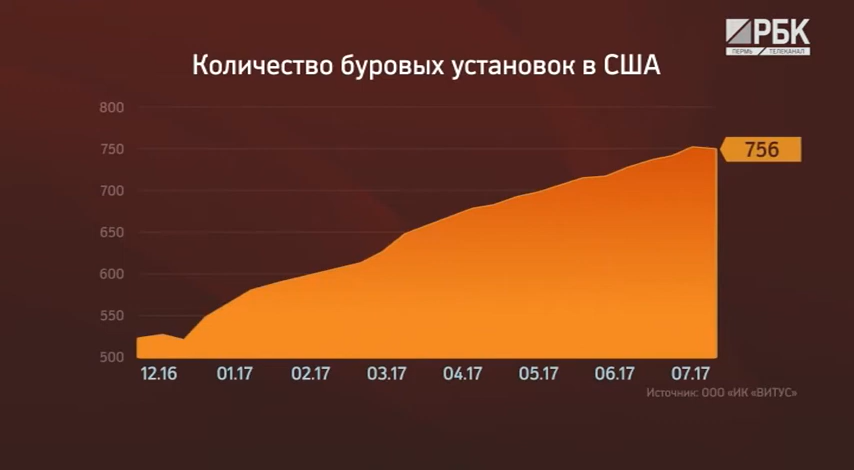 РБК
ПЕРМЬ ТЕЛЕКАНАЛ
Количество буровых установок в США
800
750
700
650
600
550
500
756
12.16 01.17 02.17 03.17 04.17 05.17 06.17 07.17
Источник: ООО «ИК «ВИТУС»